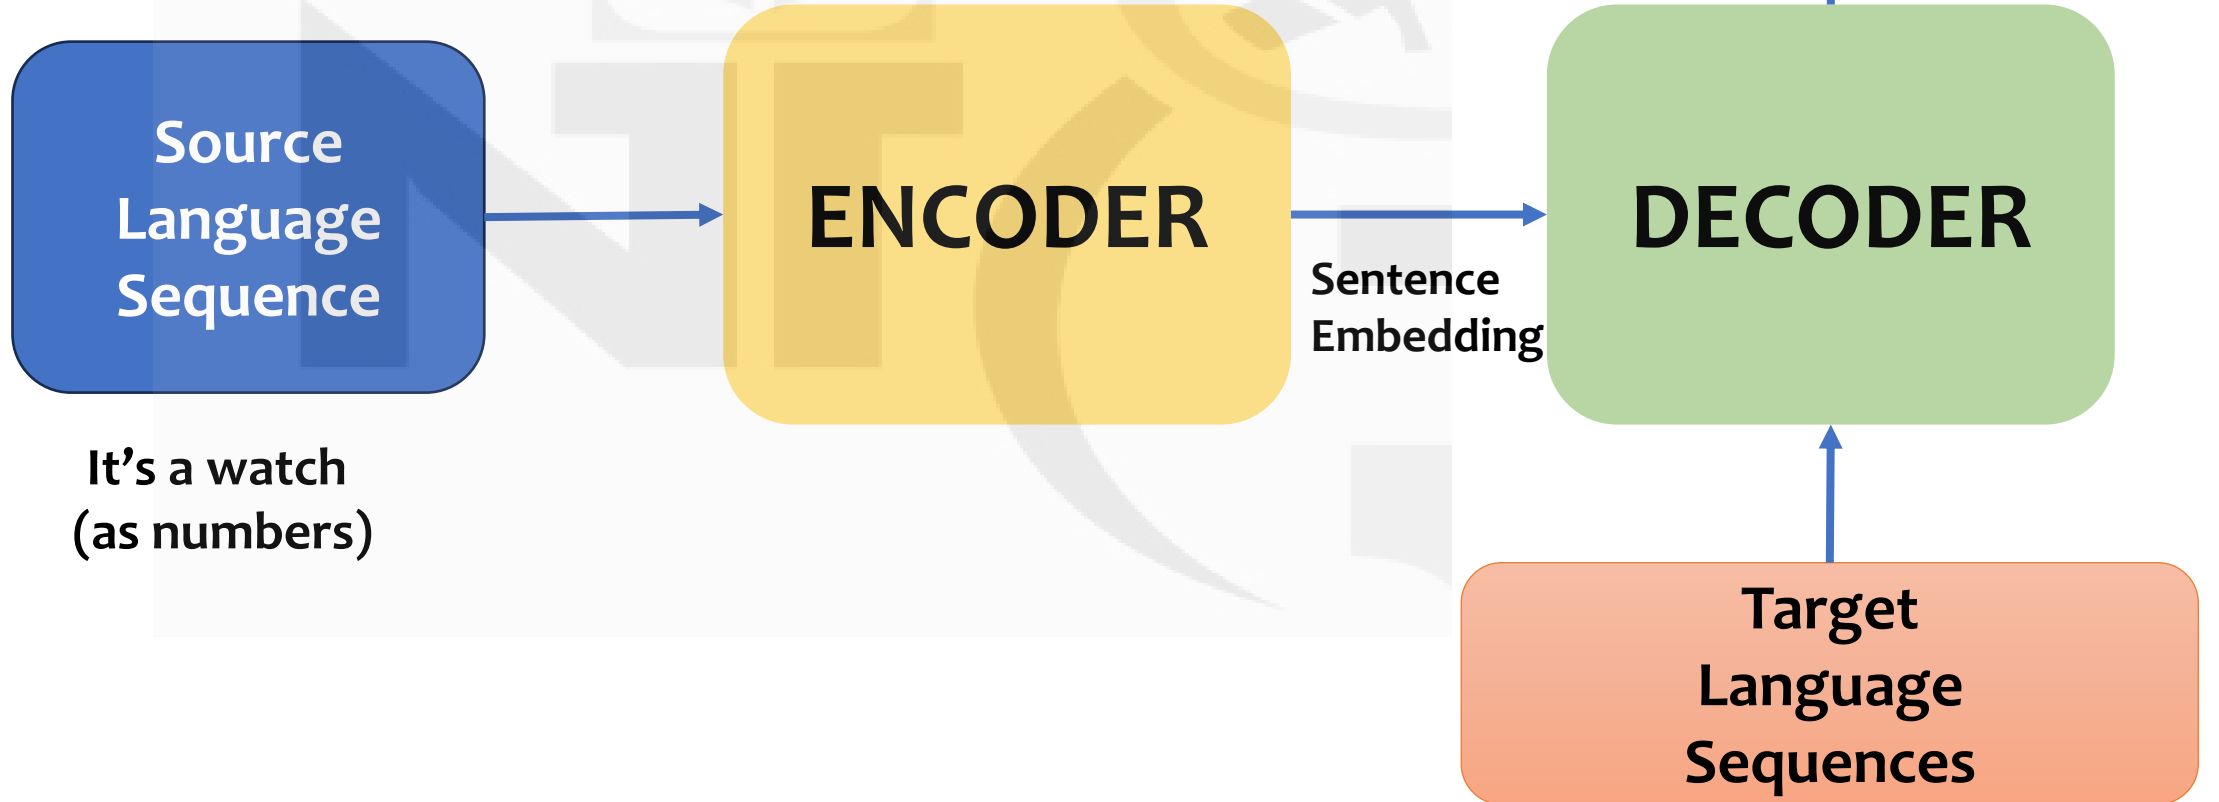 Source
Language
Sequence
It's a watch
(as numbers)
ENCODER
Sentence
Embedding
DECODER
Target
Language
Sequences